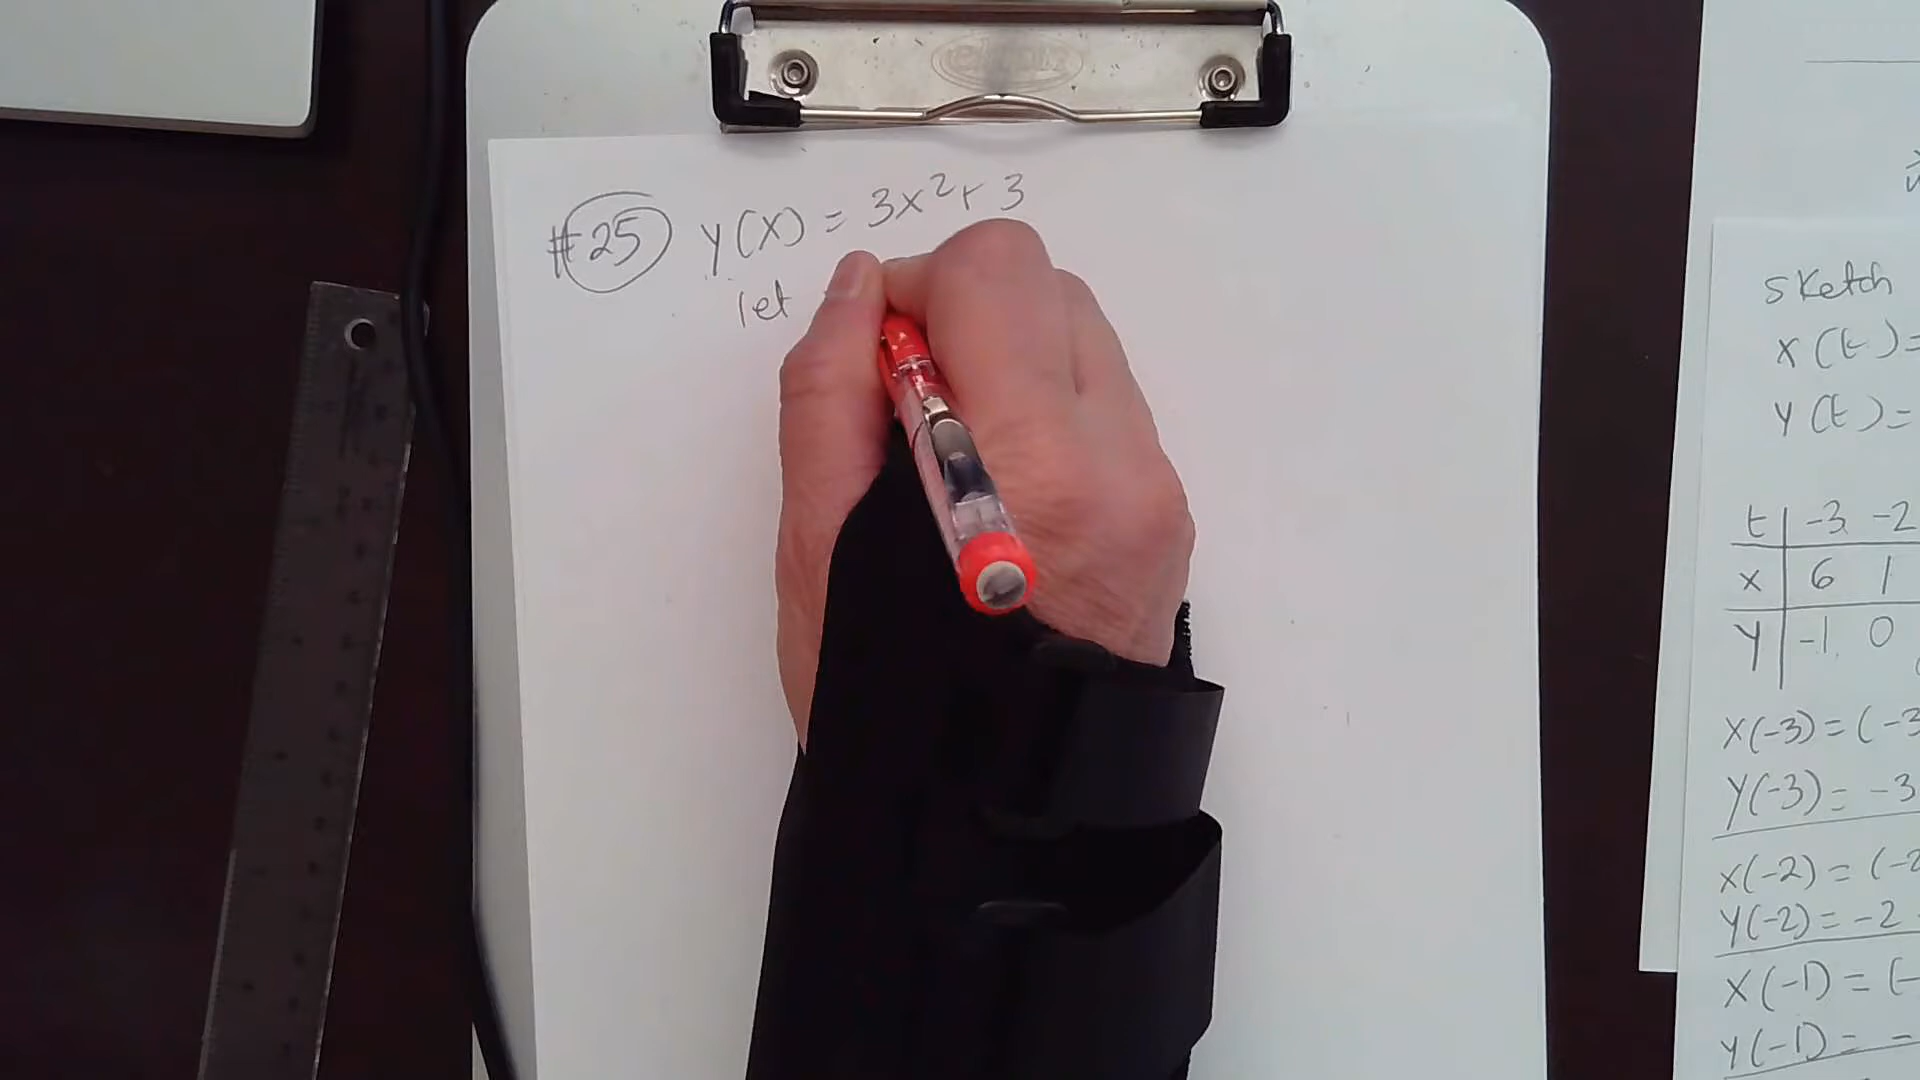 #25 y(x) = 3x²+ 3
let
sketch
x(t)=
y(t)=
t -3 -2
x 6 1
y -1 0
x(-3)=(-3
y(-3)= -3
x(-2) = (-2
y(-2) = -2
x(-1) = (-
y(-1) = -